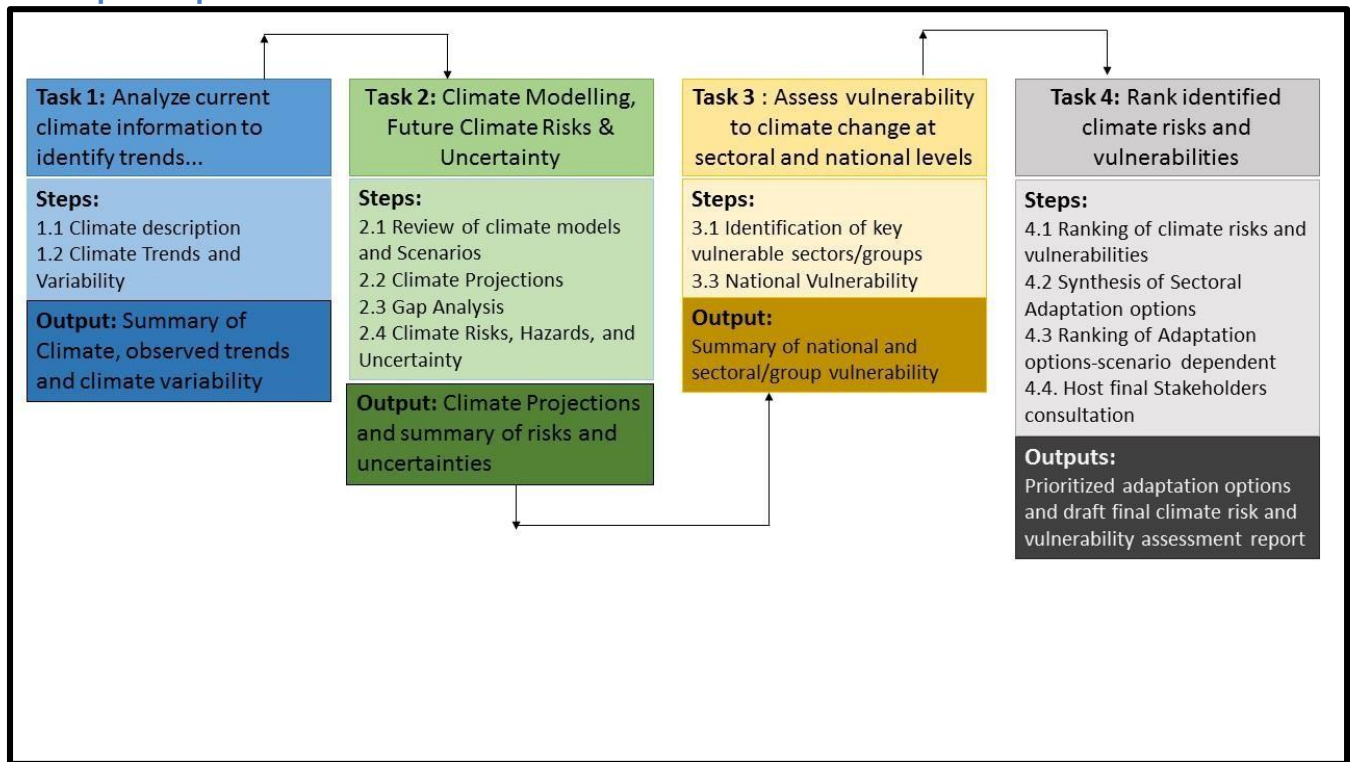 Task 1: Analyze current
climate information to
identify trends...
Steps:
1.1 Climate description
1.2 Climate Trends and
Variability
Output: Summary of
Climate, observed trends
and climate variability
Task 2: Climate Modelling,
Future Climate Risks &
Uncertainty
Steps:
2.1 Review of climate models
and Scenarios
2.2 Climate Projections
2.3 Gap Analysis
2.4 Climate Risks, Hazards, and
Uncertainty
Output: Climate Projections
and summary of risks and
uncertainties
Task 3 : Assess vulnerability
to climate change at
sectoral and national levels
Steps:
3.1 Identification of key
vulnerable sectors/groups
3.3 National Vulnerability
Output:
Summary of national and
sectoral/group vulnerability
Task 4: Rank identified
climate risks and
vulnerabilities
Steps:
4.1 Ranking of climate risks and
vulnerabilities
4.2 Synthesis of Sectoral
Adaptation options
4.3 Ranking of Adaptation
options-scenario dependent
4.4. Host final Stakeholders
consultation
Outputs:
Prioritized adaptation options
and draft final climate risk and
vulnerability assessment report